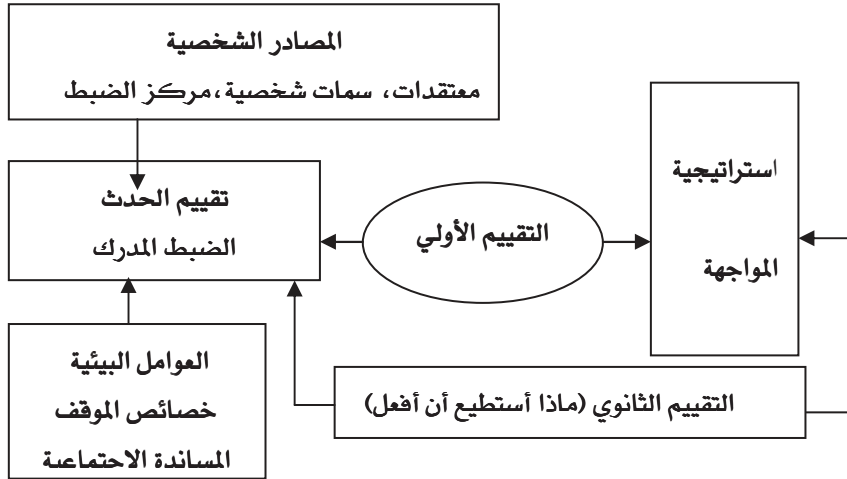 المصادر الشخصية
معتقدات، سمات شخصية،مركز الضبط
استراتيجية
المواجهة
التقييم الأولي
تقييم الحدث
الضبط المدرك
العوامل البيئية
خصائص الموقف
المساندة الاجتماعية
التقييم الثانوي (ماذا أستطيع أن أفعل)